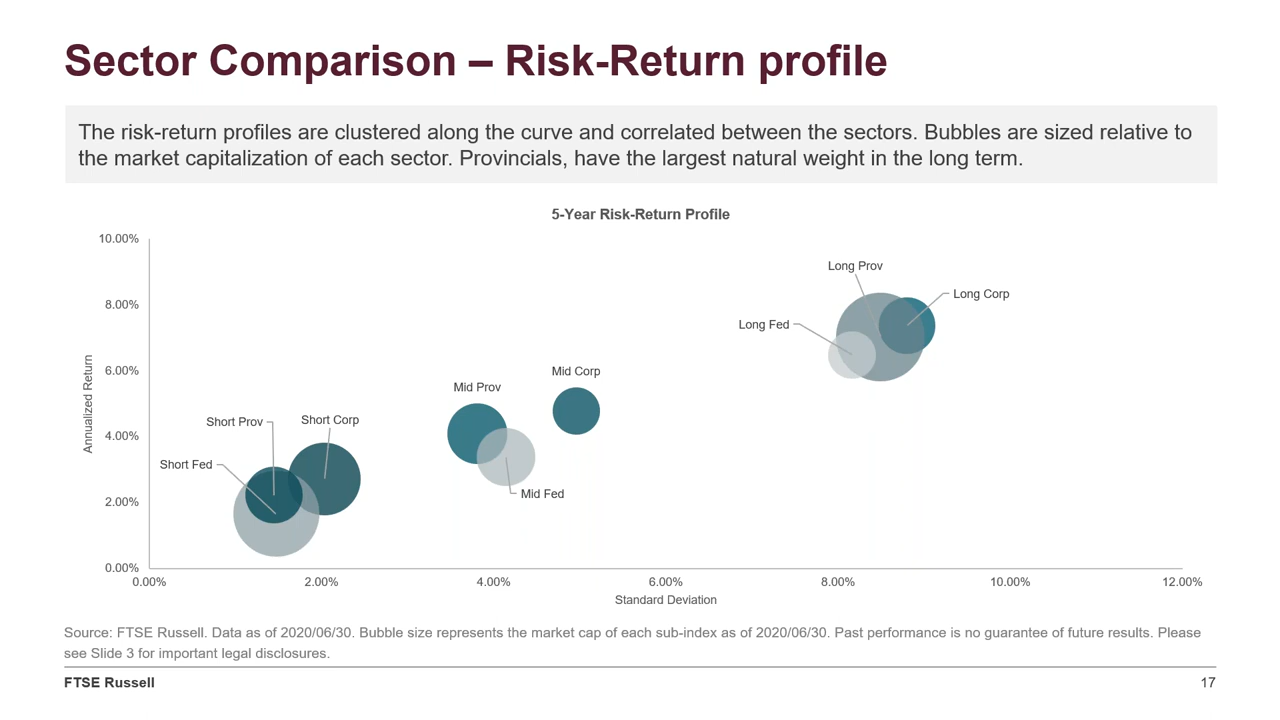 Sector Comparison – Risk-Return profile
The risk-return profiles are clustered along the curve and correlated between the sectors. Bubbles are sized relative to
the market capitalization of each sector. Provincials, have the largest natural weight in the long term.
5-Year Risk-Return Profile
10.00%
8.00%
6.00%
4.00%
2.00%
0.00%
Annualized Return
Long Prov
Long Corp
Long Fed
Mid Corp
Mid Prov
Short Prov
Short Corp
Short Fed
Mid Fed
0.00%
2.00%
4.00%
6.00%
8.00%
10.00%
12.00%
Standard Deviation
Source: FTSE Russell. Data as of 2020/06/30. Bubble size represents the market cap of each sub-index as of 2020/06/30. Past performance is no guarantee of future results. Please
see Slide 3 for important legal disclosures.
FTSE Russell
17